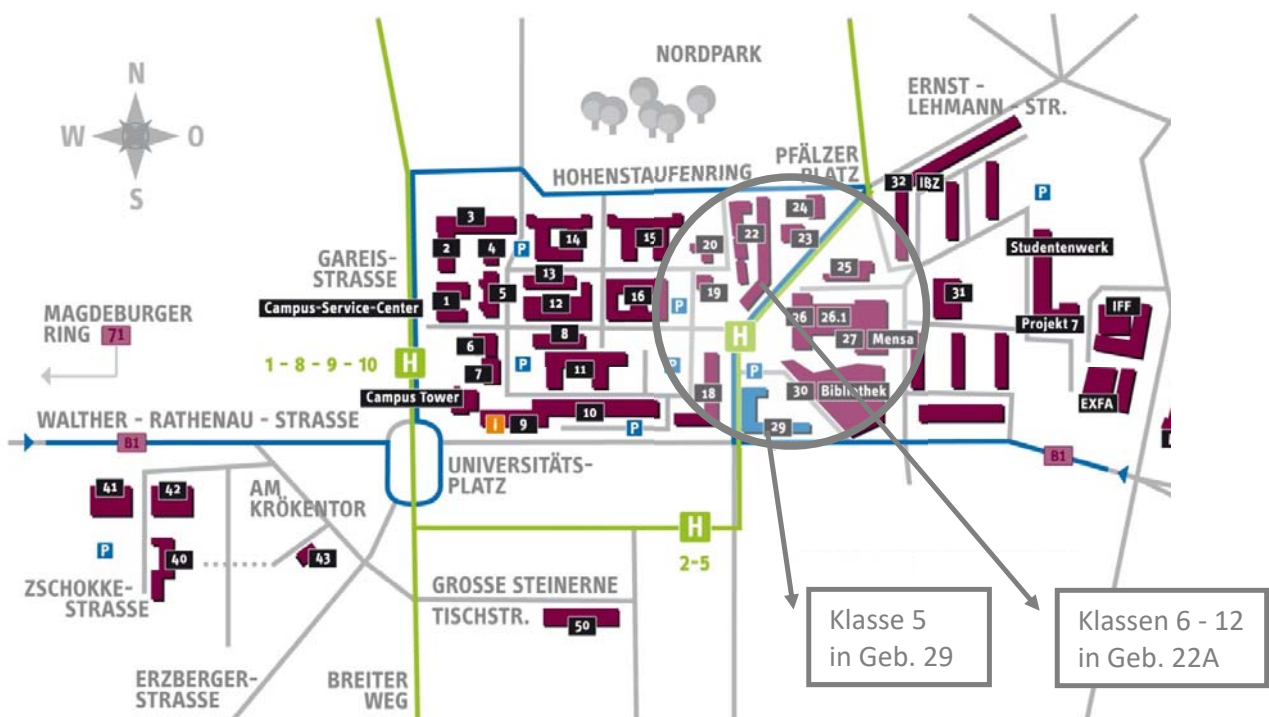 N
W
O
S
NORDPARK
ERNST -
LEHMANN - STR.
PFÄLZER
PLATZ
HOHENSTAUFENRING
32
IBZ
P
24
3
22
23
14
15
20
2
4
P
Studentenwerk
GAREIS-
STRASSE
25
13
19
5
16
31
1
12
P
IFF
Campus-Service-Center
26
26.1
MAGDEBURGER
RING
71
Projekt 7
8
H
27
Mensa
6
1 - 8 - 9 - 10
H
P
11
P
P
7
EXFA
Campus Tower
18
30
Bibliothek
10
WALTHER - RATHENAU - STRASSE
i
9
P
29
B1
B1
UNIVERSITÄTS-
PLATZ
41
42
AM
KRÖKENTOR
H
P
40
43
2-5
ZSCHOKKE-
STRASSE
GROSSE STEINERNE
TISCHSTR.
50
Klasse 5
in Geb. 29
Klassen 6 - 12
in Geb. 22A
ERZBERGER-
STRASSE
BREITER
WEG